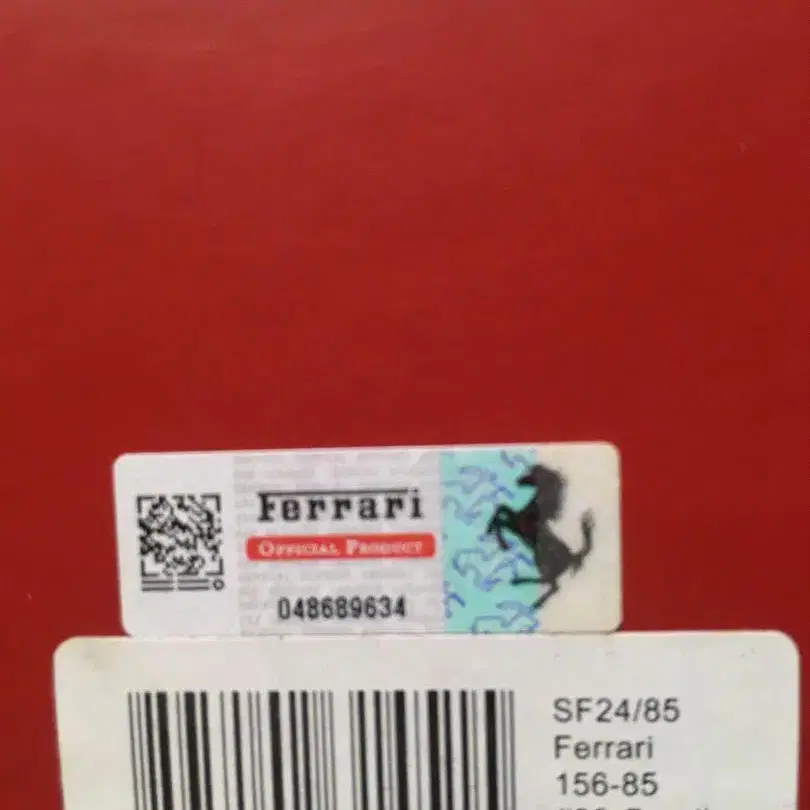 Ferrari
OFFICIAL PRODUCT
048689634
SF24/85
Ferrari
156-85